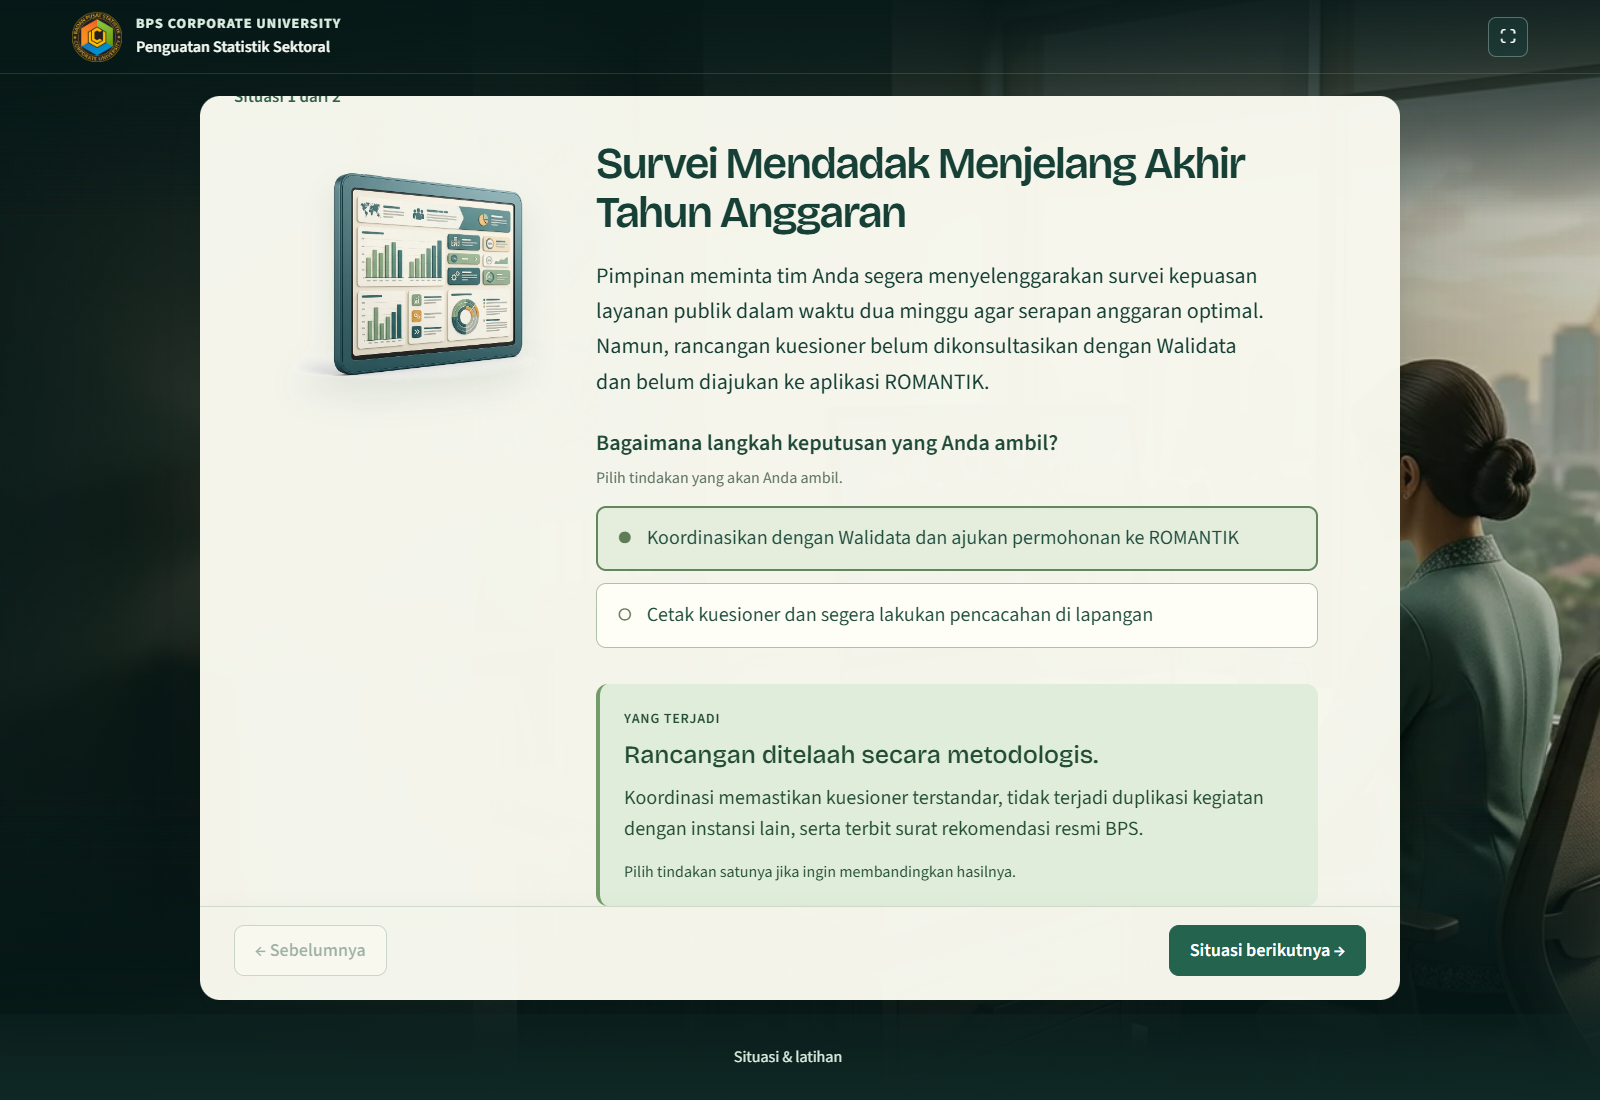 BPS CORPORATE UNIVERSITY
Penguatan Statistik Sektoral
Situasi 1 dari 2
Survei Mendadak Menjelang Akhir
Tahun Anggaran
Pimpinan meminta tim Anda segera menyelenggarakan survei kepuasan
layanan publik dalam waktu dua minggu agar serapan anggaran optimal.
Namun, rancangan kuesioner belum dikonsultasikan dengan Walidata
dan belum diajukan ke aplikasi ROMANTIK.
Bagaimana langkah keputusan yang Anda ambil?
Pilih tindakan yang akan Anda ambil.
Koordinasikan dengan Walidata dan ajukan permohonan ke ROMANTIK
Cetak kuesioner dan segera lakukan pencacahan di lapangan
YANG TERJADI
Rancangan ditelaah secara metodologis.
Koordinasi memastikan kuesioner terstandar, tidak terjadi duplikasi kegiatan
dengan instansi lain, serta terbit surat rekomendasi resmi BPS.
Pilih tindakan satunya jika ingin membandingkan hasilnya.
← Sebelumnya
Situasi berikutnya →
Situasi & latihan